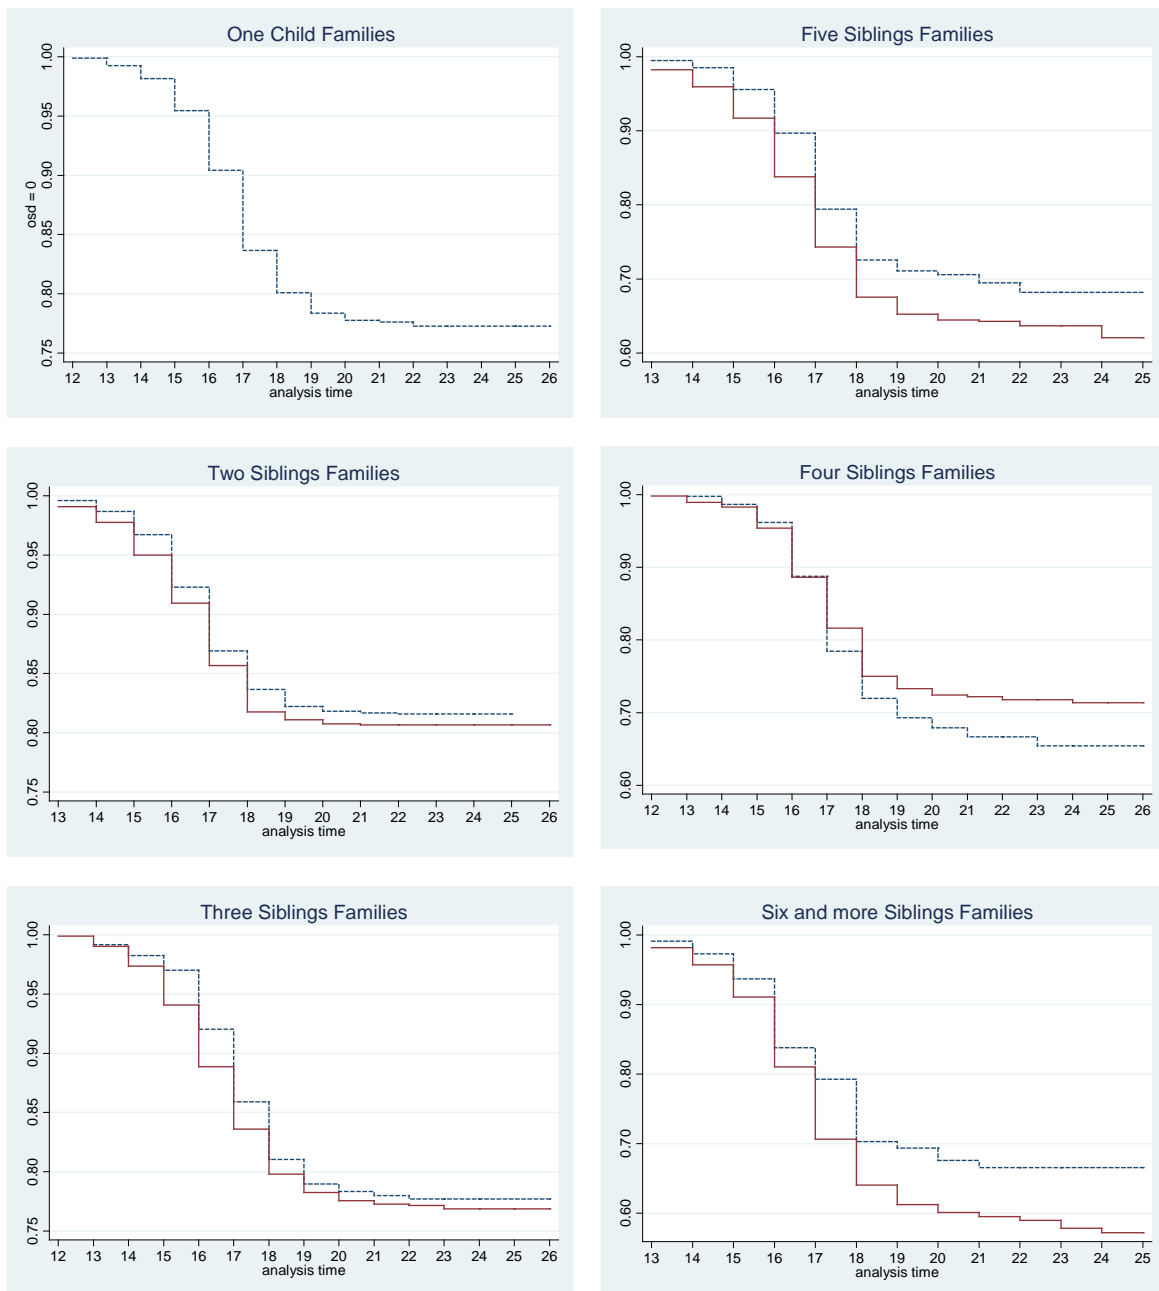 One Child Families
1.00
0.95
0.90
0.85
0.80
0.75
osd = 0
12 13 14 15 16 17 18 19 20 21 22 23 24 25 26
analysis time
Five Siblings Families
1.00
0.90
0.80
0.70
0.60
13 14 15 16 17 18 19 20 21 22 23 24 25
analysis time
Two Siblings Families
1.00
0.95
0.90
0.85
0.80
0.75
13 14 15 16 17 18 19 20 21 22 23 24 25 26
analysis time
Four Siblings Families
1.00
0.90
0.80
0.70
0.60
12 13 14 15 16 17 18 19 20 21 22 23 24 25 26
analysis time
Three Siblings Families
1.00
0.95
0.90
0.85
0.80
0.75
12 13 14 15 16 17 18 19 20 21 22 23 24 25 26
analysis time
Six and more Siblings Families
1.00
0.90
0.80
0.70
0.60
13 14 15 16 17 18 19 20 21 22 23 24 25
analysis time